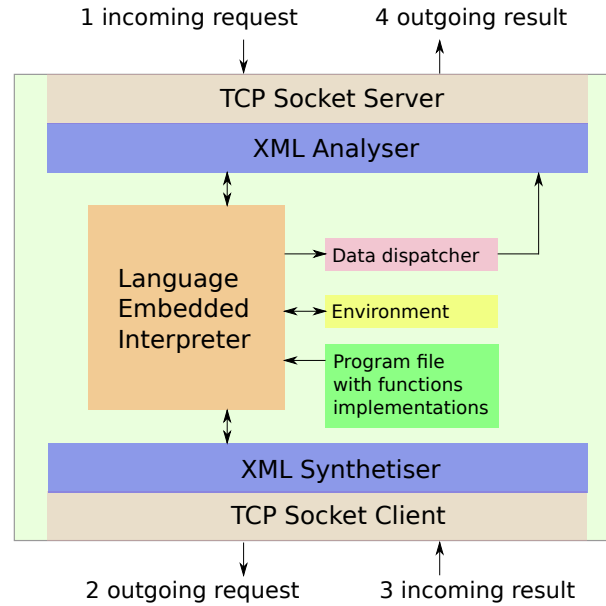 1 incoming request
4 outgoing result
TCP Socket Server
XML Analyser
Language
Embedded
Interpreter
Data dispatcher
Environment
Program file
with functions
implementations
XML Synthetiser
TCP Socket Client
2 outgoing request
3 incoming result